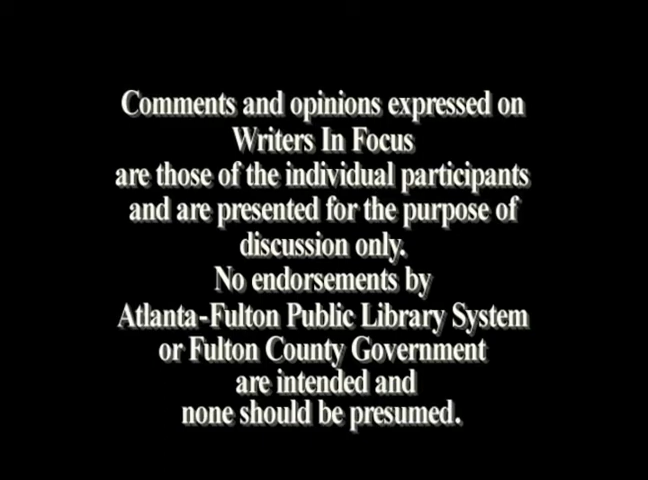 Comments and opinions expressed on
Writers In Focus
are those of the individual participants
and are presented for the purpose of
discussion only.
No endorsements by
Atlanta-Fulton Public Library System
or Fulton County Government
are intended and
none should be presumed.